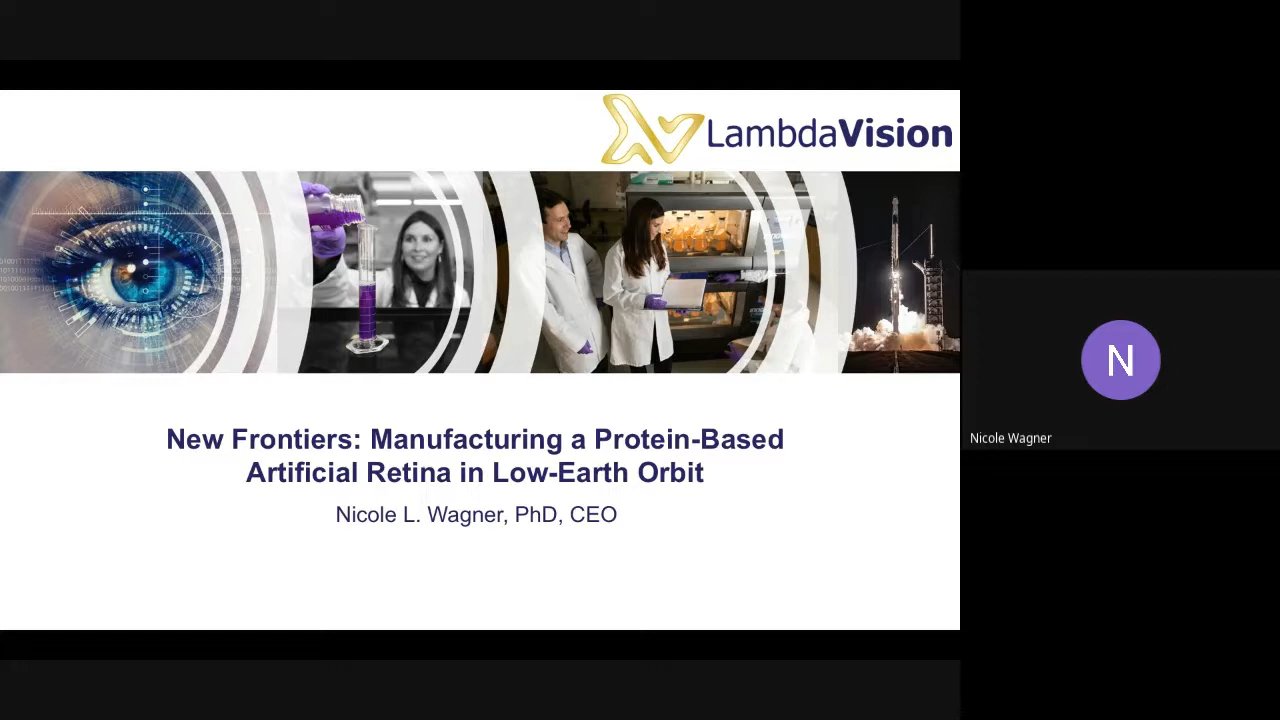 LambdaVision
New Frontiers: Manufacturing a Protein-Based
Artificial Retina in Low-Earth Orbit
Nicole L. Wagner, PhD, CEO
N
Nicole Wagner